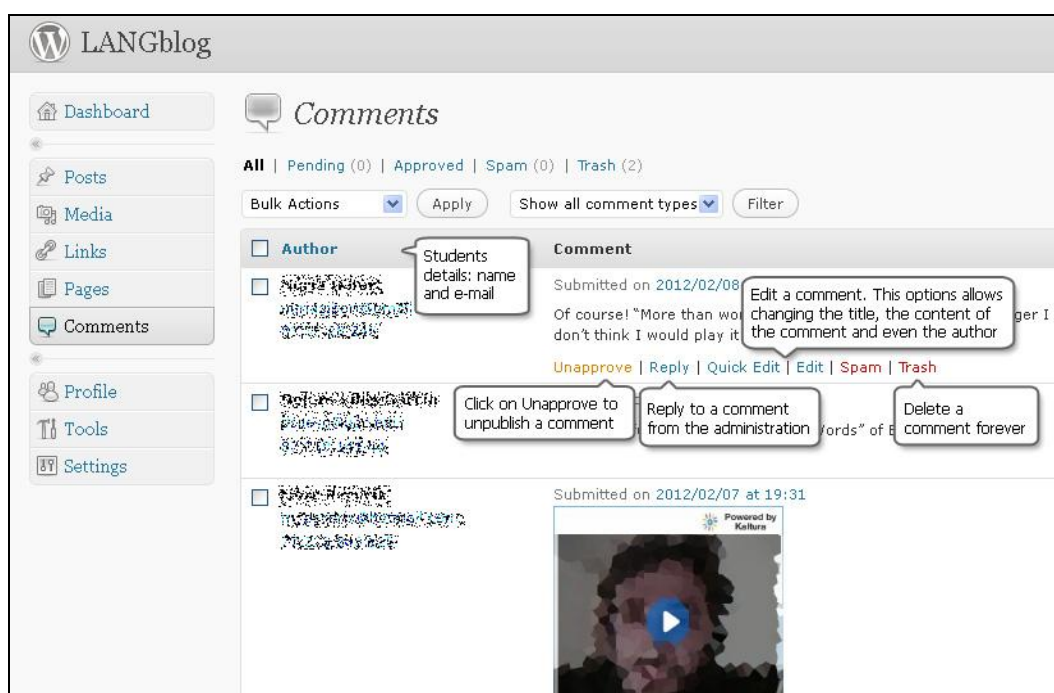 LANGblog
Dashboard
Posts
Media
Links
Pages
Comments
Profile
Tools
Settings
Comments
All | Pending (0) | Approved | Spam (0) | Trash (2)
Bulk Actions
Apply
Show all comment types
Filter
Author
Students
details: name
and e-mail
Comment
Submitted on 2012/02/08
Edit a comment. This options allows
changing the title, the content of
the comment and even the author
Of course! “More than
ger I
don't think I would play it
Unapprove | Reply | Quick Edit | Edit | Spam | Trash
Click on Unapprove to
unpublish a comment
Reply to a comment
from the administration
Delete a
comment forever
ords” of
Submitted on 2012/02/07 at 19:31
Powered by
Kaltura